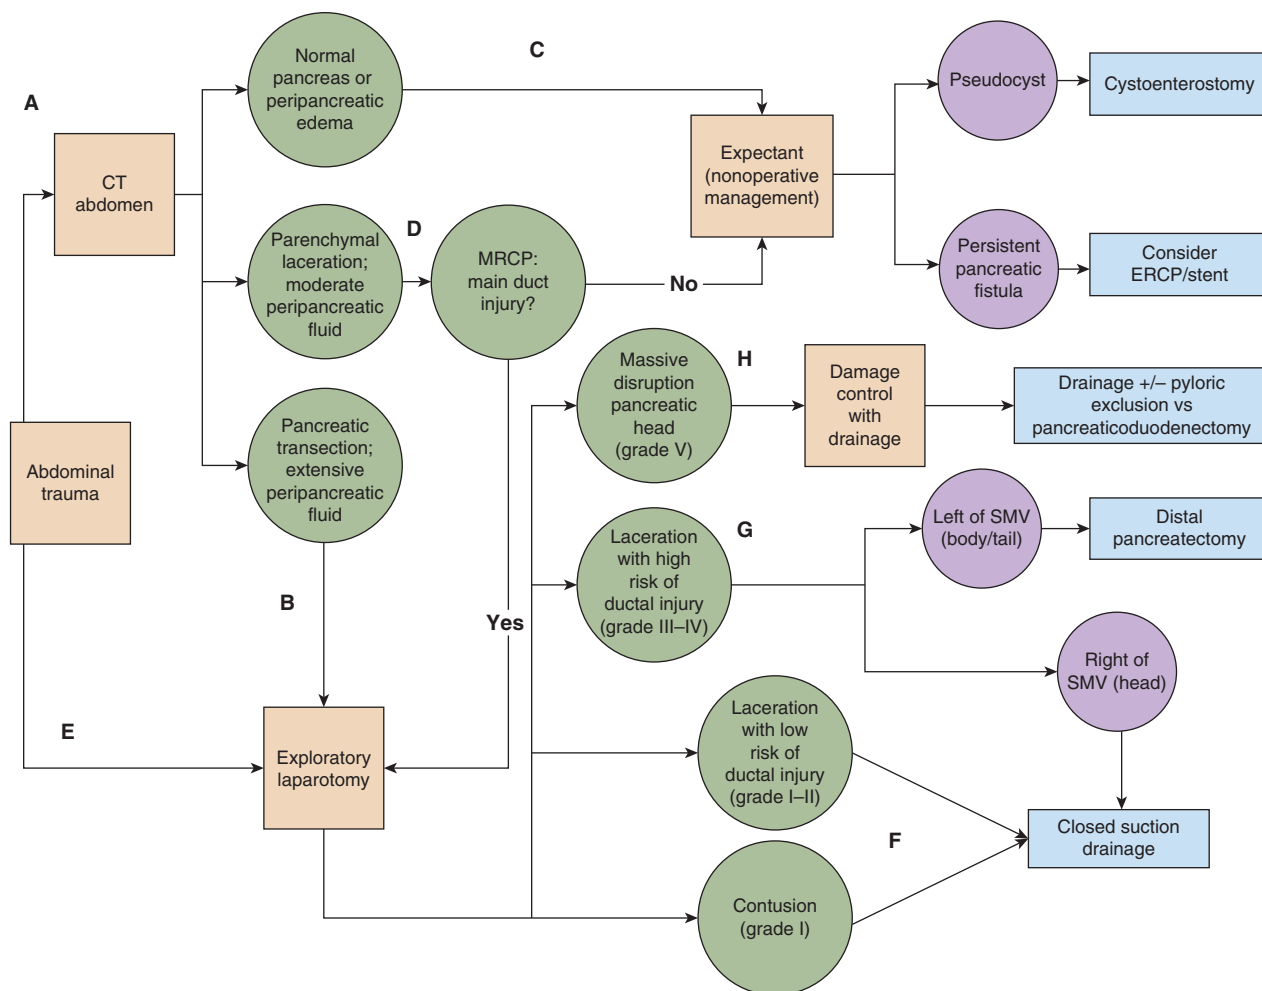 A
CT
abdomen
Abdominal
trauma
E
Normal
pancreas or
peripancreatic
edema
C
Parenchymal
laceration;
moderate
peripancreatic
fluid
D
MRCP:
main duct
injury?
No
Pancreatic
transection;
extensive
peripancreatic
fluid
B
Yes
Exploratory
laparotomy
Expectant
(nonoperative
management)
Pseudocyst
Cystoenterostomy
Persistent
pancreatic
fistula
Consider
ERCP/stent
Massive
disruption
pancreatic
head
(grade V)
H
Damage
control
with
drainage
Drainage +/– pyloric
exclusion vs
pancreaticoduodenectomy
Laceration
with high
risk of
ductal injury
(grade III–IV)
G
Left of SMV
(body/tail)
Distal
pancreatectomy
Right of
SMV (head)
Laceration
with low
risk of
ductal injury
(grade I–II)
F
Contusion
(grade I)
Closed suction
drainage